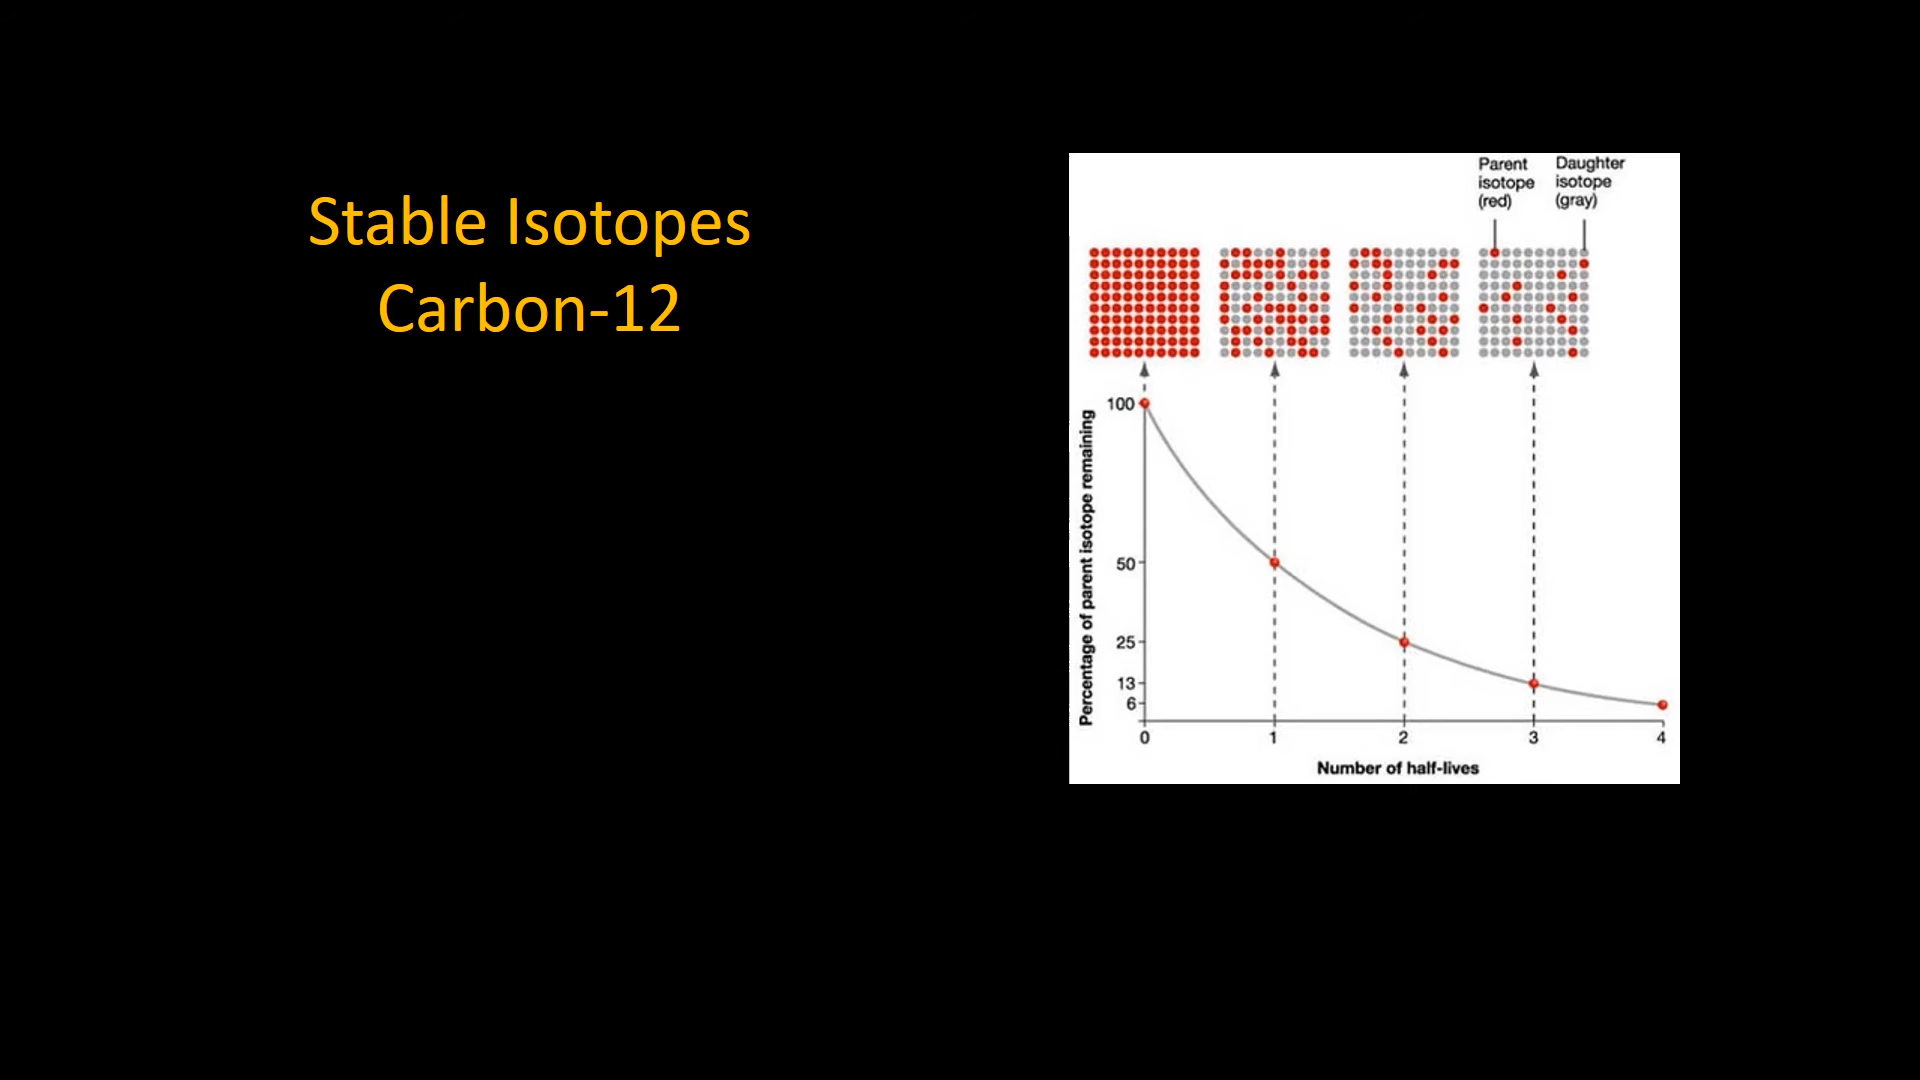 Stable Isotopes
Carbon-12
Parent
isotope
(red)
Daughter
isotope
(gray)
Percentage of parent isotope remaining
100
50
25
13
6
0
1
2
3
4
Number of half-lives